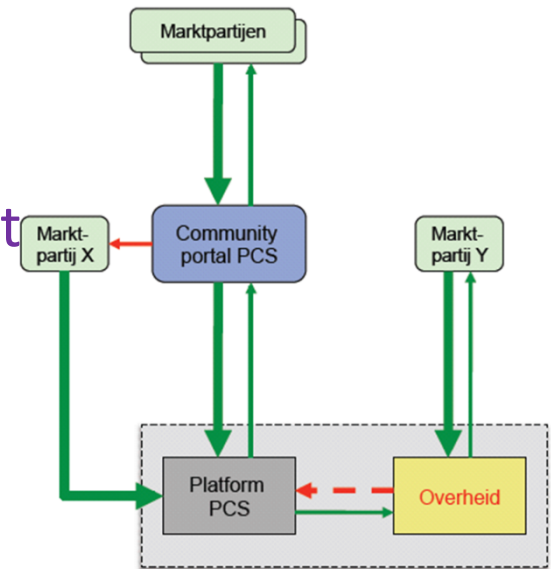 Marktpartijen
t
Markt-
partij X
Community
portal PCS
Markt-
partij Y
Platform
PCS
Overheid